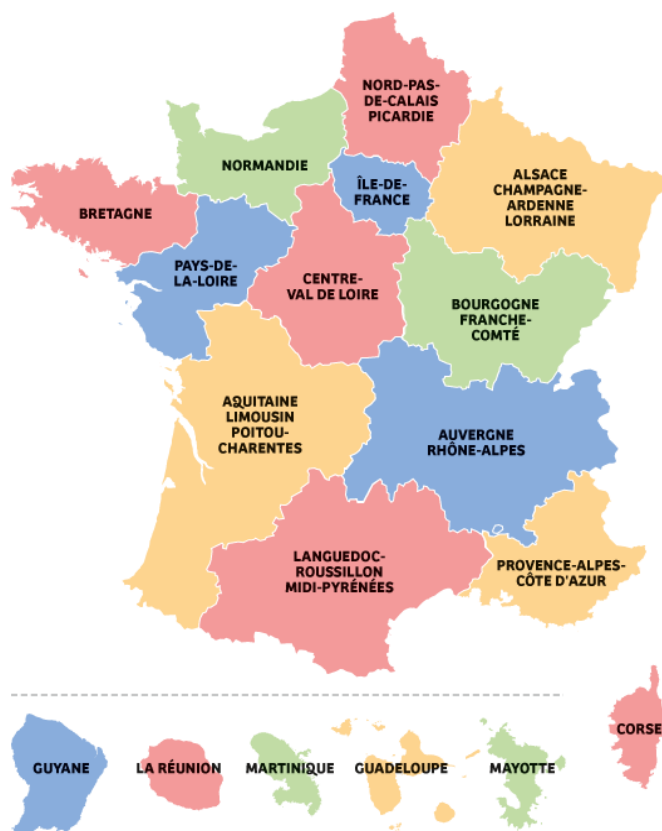 NORD-PAS-
DE-CALAIS
PICARDIE
NORMANDIE
ÎLE-DE-
FRANCE
ALSACE
CHAMPAGNE-
ARDENNE
LORRAINE
BRETAGNE
PAYS-DE-
LA-LOIRE
CENTRE-
VAL DE LOIRE
BOURGOGNE
FRANCHE-
COMTÉ
AQUITAINE
LIMOUSIN
POITOU-
CHARENTES
AUVERGNE
RHÔNE-ALPES
LANGUEDOC-
ROUSSILLON
MIDI-PYRÉNÉES
PROVENCE-ALPES-
CÔTE D'AZUR
CORSE
GUYANE
LA RÉUNION
MARTINIQUE
GUADELOUPE
MAYOTTE